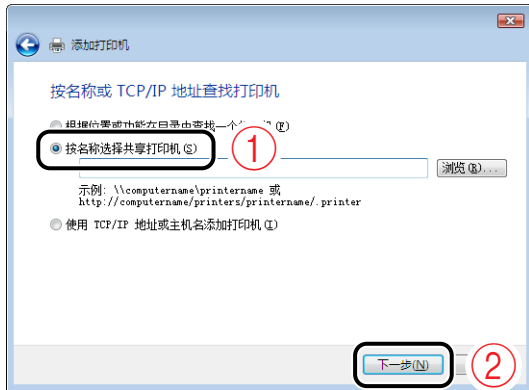 添加打印机
按名称或 TCP/IP 地址查找打印机
根据位置或功能在目录中查找一个打印机(F)
按名称选择共享打印机(S)
①
浏览(R)...
示例: \\computername\printername 或
http://computername/printers/printername/.printer
使用 TCP/IP 地址或主机名添加打印机(I)
下一步(N)
②